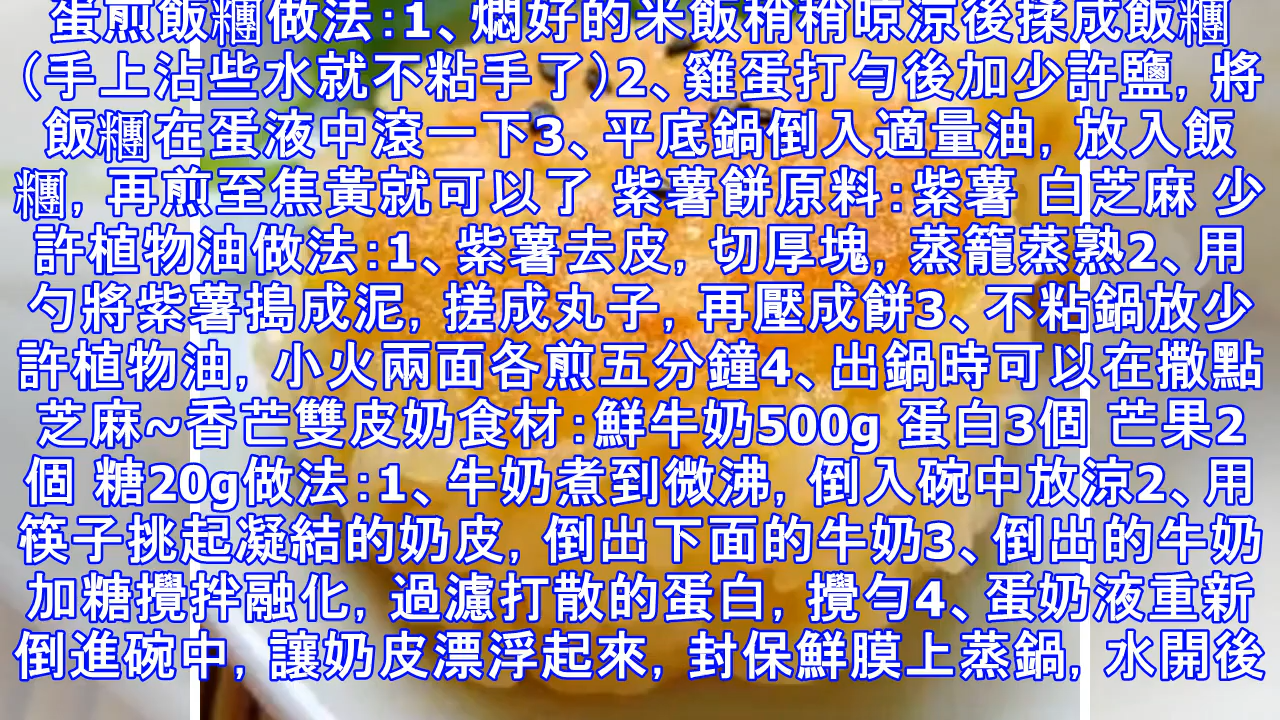 蛋煎飯糰做法:1、燜好的米飯稍稍晾涼後揉成飯糰
(手上沾些水就不粘手了)2、雞蛋打勻後加少許鹽, 將
飯糰在蛋液中滾一下3、平底鍋倒入適量油, 放入飯
糰, 再煎至焦黃就可以了 紫薯餅原料:紫薯 白芝麻 少
許植物油做法:1、紫薯去皮, 切厚塊, 蒸籠蒸熟2、用
勺將紫薯搗成泥, 搓成丸子, 再壓成餅3、不粘鍋放少
許植物油, 小火兩面各煎五分鐘4、出鍋時可以在撒點
芝麻~香芒雙皮奶食材:鮮牛奶500g 蛋白3個 芒果2
個 糖20g做法:1、牛奶煮到微沸, 倒入碗中放涼2、用
筷子挑起凝結的奶皮, 倒出下面的牛奶3、倒出的牛奶
加糖攪拌融化, 過濾打散的蛋白, 攪勻4、蛋奶液重新
倒進碗中, 讓奶皮漂浮起來, 封保鮮膜上蒸鍋, 水開後